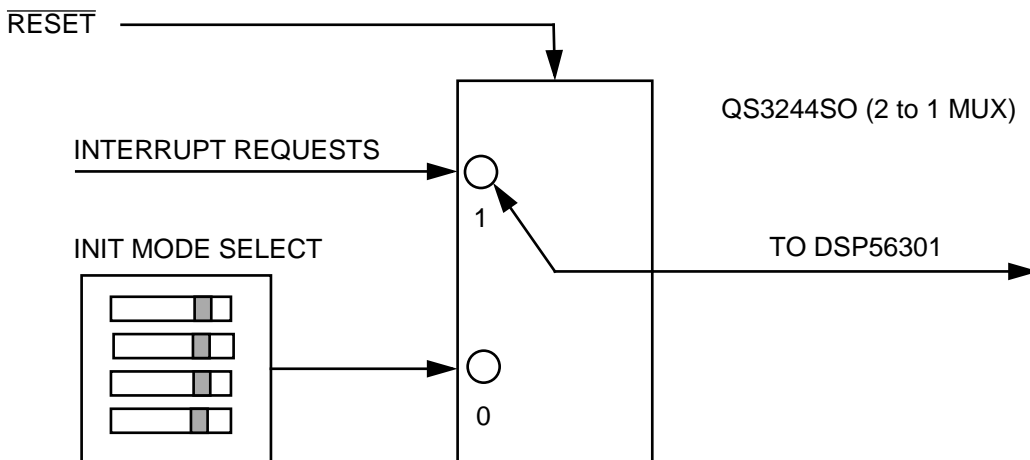 RESET
QS3244SO (2 to 1 MUX)
INTERRUPT REQUESTS
1
INIT MODE SELECT
TO DSP56301
0